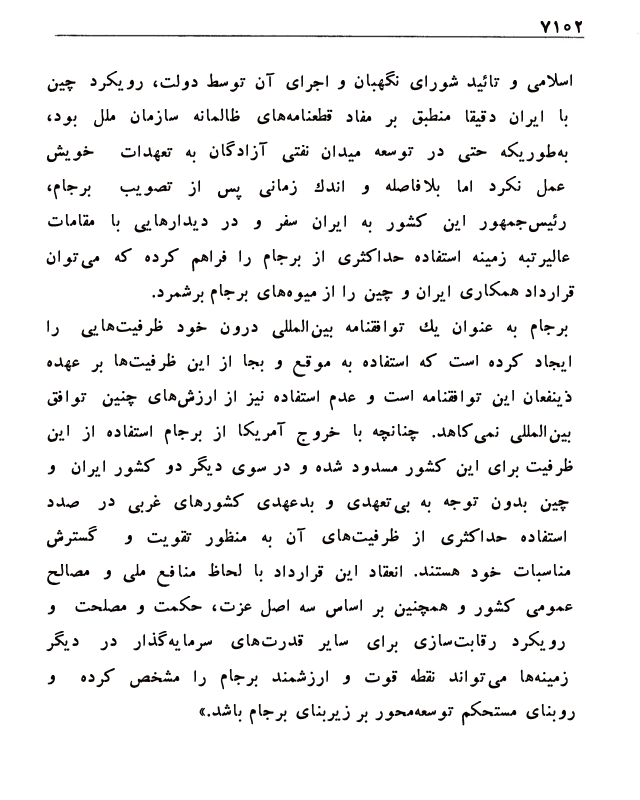 ۷۱۰۲
اسلامی و تائید شورای نگهبان و اجرای آن توسط دولت، رویکرد چین
با ایران دقیقا منطبق بر مفاد قطعنامه‌های ظالمانه سازمان ملل بود،
به‌طوریکه حتی در توسعه میدان نفتی آزادگان به تعهدات خویش
عمل نکرد اما بلافاصله و اندك زمانی پس از تصویب برجام،
رئیس‌جمهور این کشور به ایران سفر و در دیدارهایی با مقامات
عالیرتبه زمینه استفاده حداکثری از برجام را فراهم کرده که می‌توان
قرارداد همکاری ایران و چین را از میوه‌های برجام برشمرد.
برجام به عنوان یك توافقنامه بین‌المللی درون خود ظرفیت‌هایی را
ایجاد کرده است که استفاده به موقع و بجا از این ظرفیت‌ها بر عهده
ذینفعان این توافقنامه است و عدم استفاده نیز از ارزش‌های چنین توافق
بین‌المللی نمی‌کاهد. چنانچه با خروج آمریکا از برجام استفاده از این
ظرفیت برای این کشور مسدود شده و در سوی دیگر دو کشور ایران و
چین بدون توجه به بی‌تعهدی و بدعهدی کشورهای غربی در صدد
استفاده حداکثری از ظرفیت‌های آن به منظور تقویت و گسترش
مناسبات خود هستند. انعقاد این قرارداد با لحاظ منافع ملی و مصالح
عمومی کشور و همچنین بر اساس سه اصل عزت، حکمت و مصلحت و
رویکرد رقابت‌سازی برای سایر قدرت‌های سرمایه‌گذار در دیگر
زمینه‌ها می‌تواند نقطه قوت و ارزشمند برجام را مشخص کرده و
روبنای مستحکم توسعه‌محور بر زیربنای برجام باشد.»